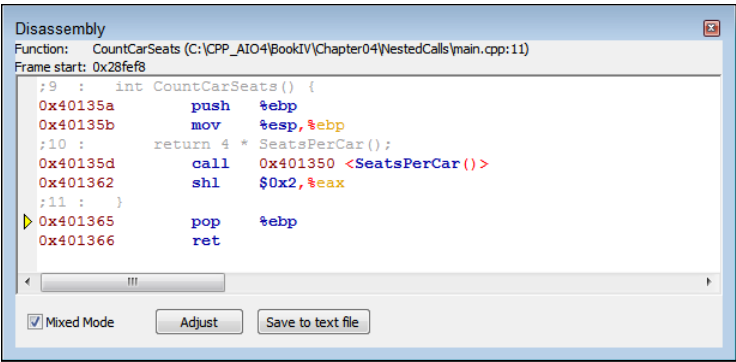 Disassembly
Function: CountCarSeats (C:\CPP_AIO4\BookIV\Chapter04\NestedCalls\main.cpp:11)
Frame start: 0x28fef8
;9 : int CountCarSeats() {
0x40135a push %ebp
0x40135b mov %esp,%ebp
;10 : return 4 * SeatsPerCar();
0x40135d call 0x401350 <SeatsPerCar()>
0x401362 shl $0x2,%eax
;11 : }
0x401365 pop %ebp
0x401366 ret
Mixed Mode Adjust Save to text file